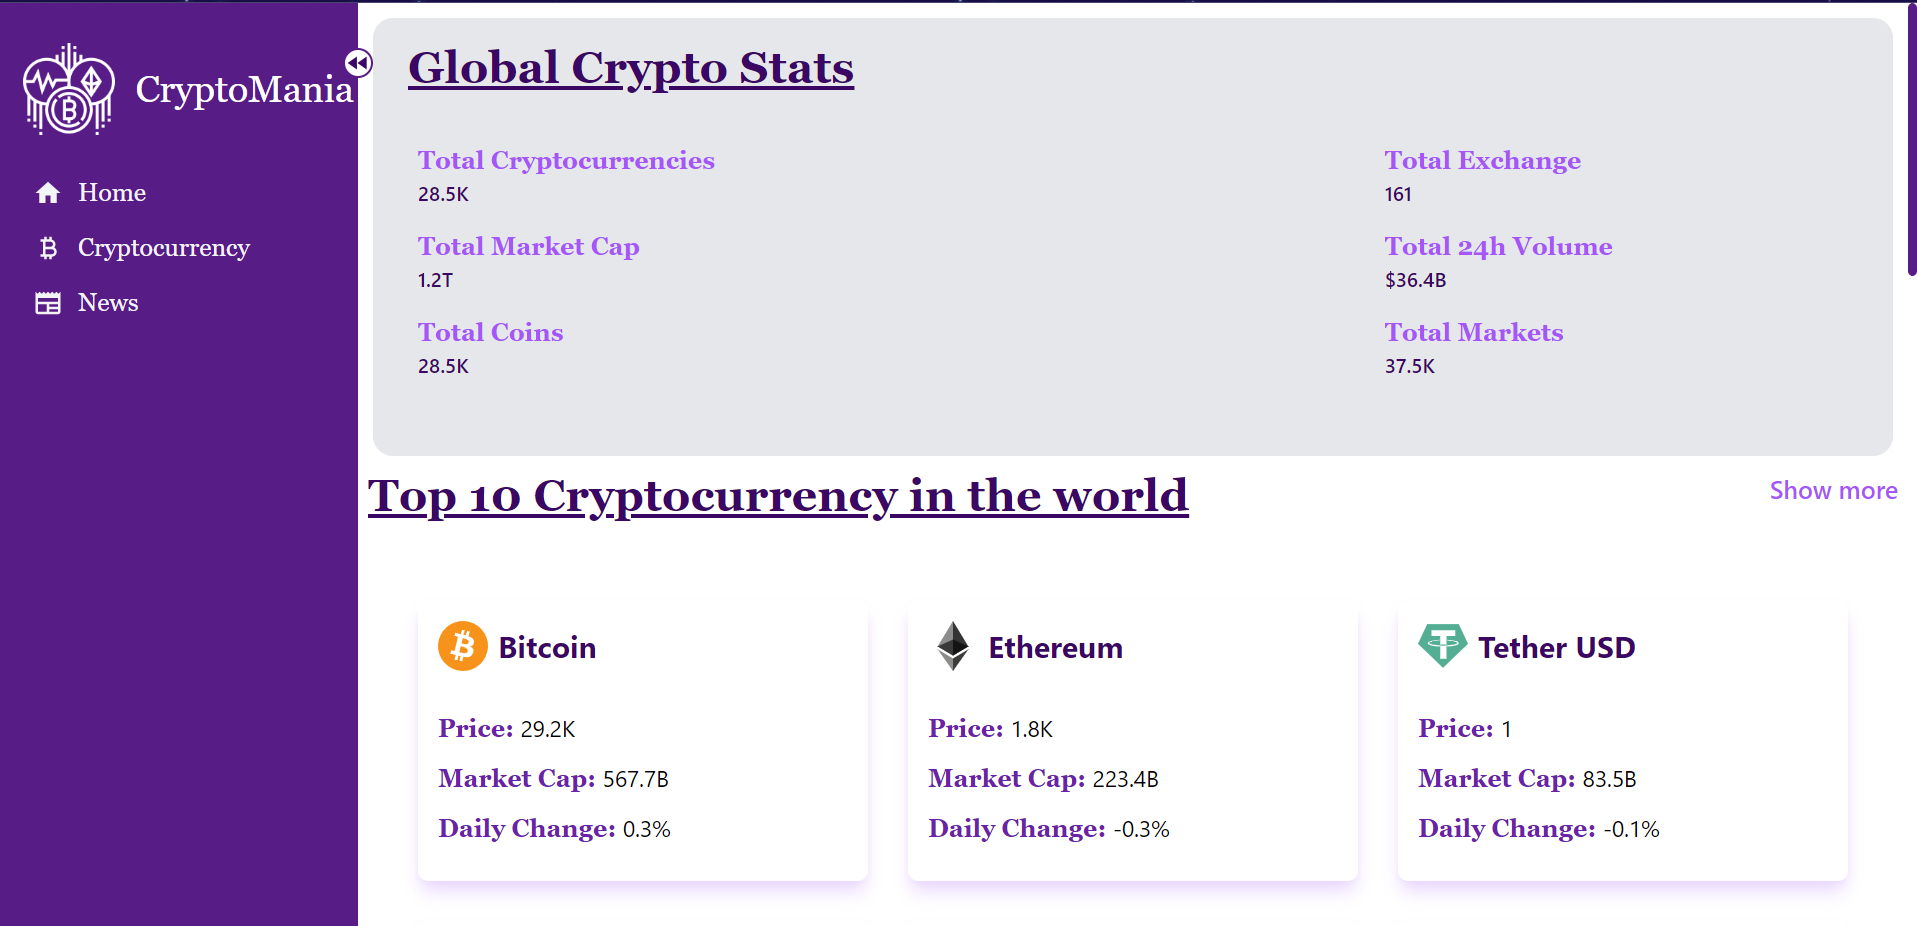 CryptoMania
Home
Cryptocurrency
News
Global Crypto Stats
Total Cryptocurrencies
28.5K
Total Exchange
161
Total Market Cap
1.2T
Total 24h Volume
$36.4B
Total Coins
28.5K
Total Markets
37.5K
Top 10 Cryptocurrency in the world
Show more
Bitcoin
Price: 29.2K
Market Cap: 567.7B
Daily Change: 0.3%
Ethereum
Price: 1.8K
Market Cap: 223.4B
Daily Change: -0.3%
Tether USD
Price: 1
Market Cap: 83.5B
Daily Change: -0.1%